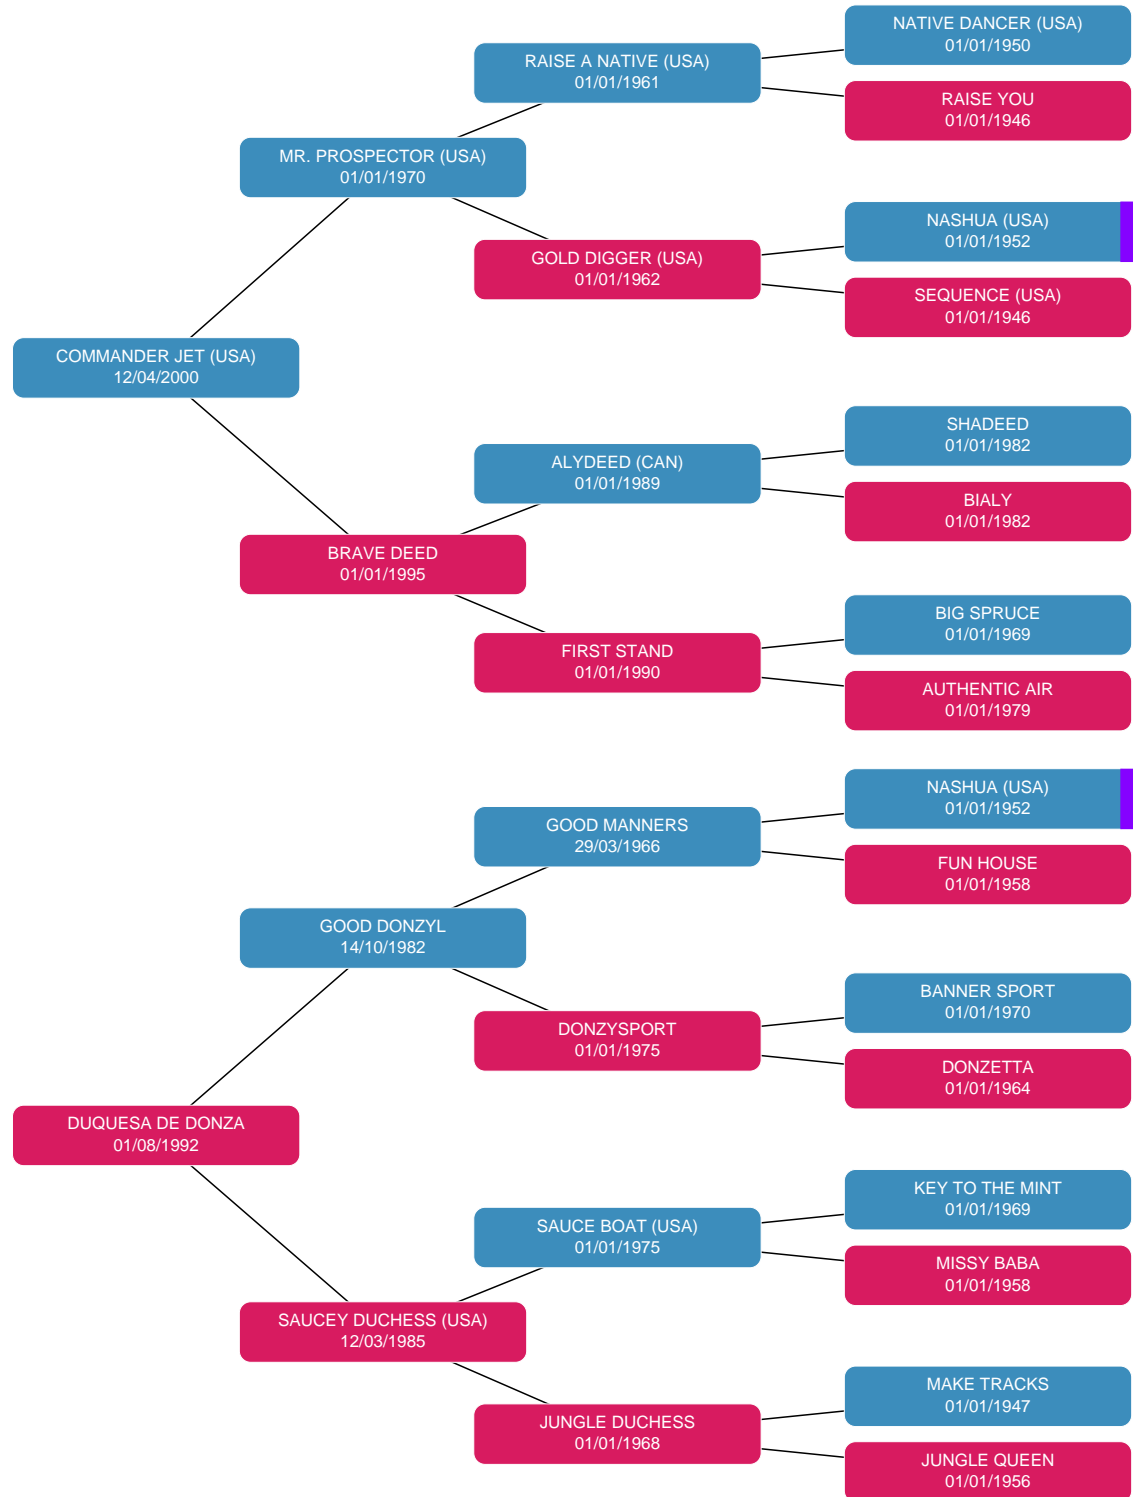 NATIVE DANCER (USA)
01/01/1950
RAISE A NATIVE (USA)
01/01/1961
RAISE YOU
01/01/1946
MR. PROSPECTOR (USA)
01/01/1970
NASHUA (USA)
01/01/1952
GOLD DIGGER (USA)
01/01/1962
SEQUENCE (USA)
01/01/1946
COMMANDER JET (USA)
12/04/2000
SHADEED
01/01/1982
ALYDEED (CAN)
01/01/1989
BIALY
01/01/1982
BRAVE DEED
01/01/1995
BIG SPRUCE
01/01/1969
FIRST STAND
01/01/1990
AUTHENTIC AIR
01/01/1979
NASHUA (USA)
01/01/1952
GOOD MANNERS
29/03/1966
FUN HOUSE
01/01/1958
GOOD DONZYL
14/10/1982
BANNER SPORT
01/01/1970
DONZYSPORT
01/01/1975
DONZETTA
01/01/1964
DUQUESA DE DONZA
01/08/1992
KEY TO THE MINT
01/01/1969
SAUCE BOAT (USA)
01/01/1975
MISSY BABA
01/01/1958
SAUCEY DUCHESS (USA)
12/03/1985
MAKE TRACKS
01/01/1947
JUNGLE DUCHESS
01/01/1968
JUNGLE QUEEN
01/01/1956